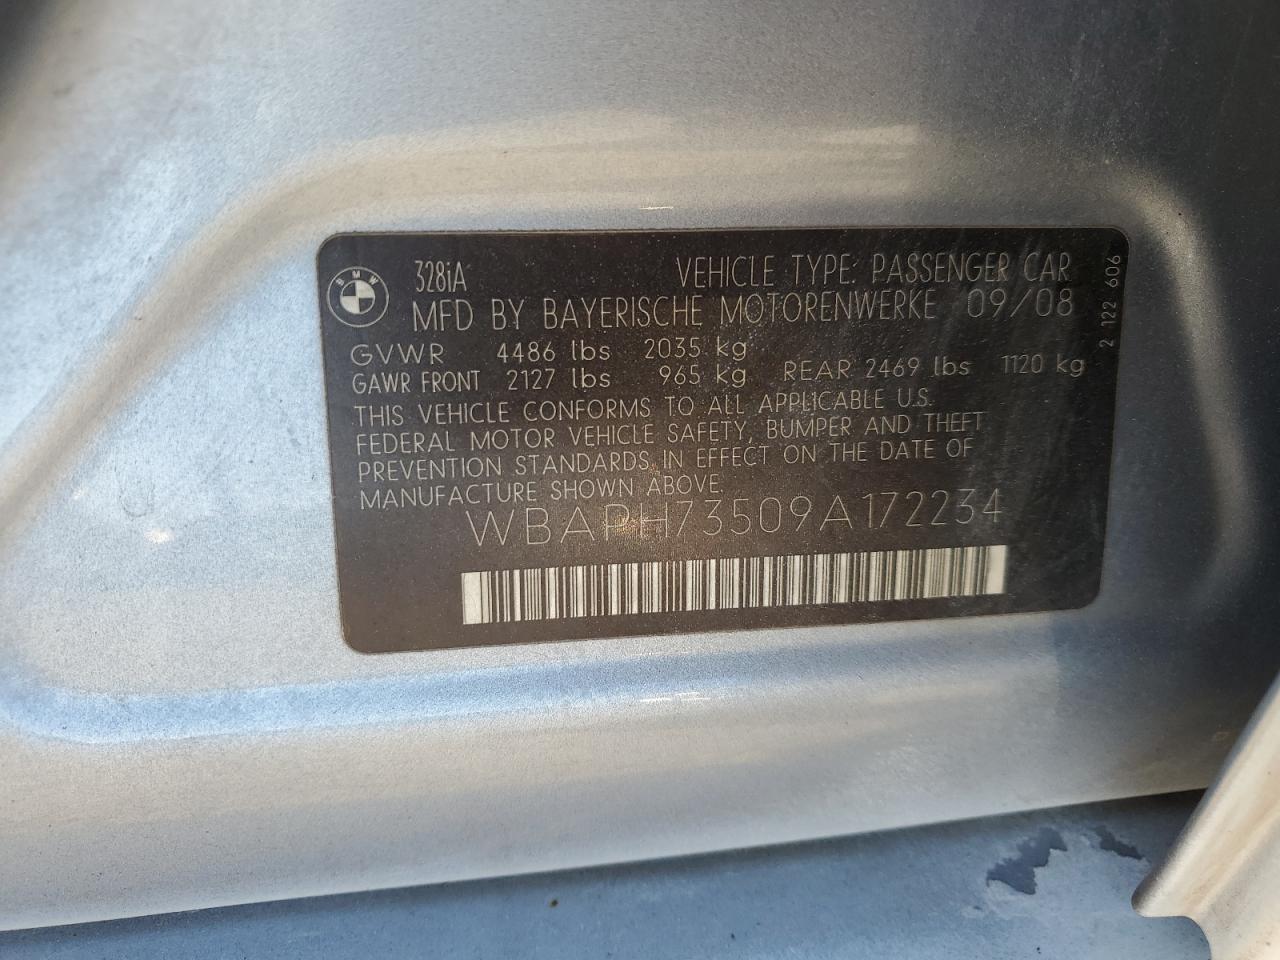 BMW
328iA VEHICLE TYPE: PASSENGER CAR
MFD BY BAYERISCHE MOTORENWERKE 09/08
GVWR 4486 lbs 2035 kg
GAWR FRONT 2127 lbs 965 kg REAR 2469 lbs 1120 kg
THIS VEHICLE CONFORMS TO ALL APPLICABLE U.S.
FEDERAL MOTOR VEHICLE SAFETY, BUMPER AND THEFT
PREVENTION STANDARDS IN EFFECT ON THE DATE OF
MANUFACTURE SHOWN ABOVE.
WBAPH73509A172234
2 122 606